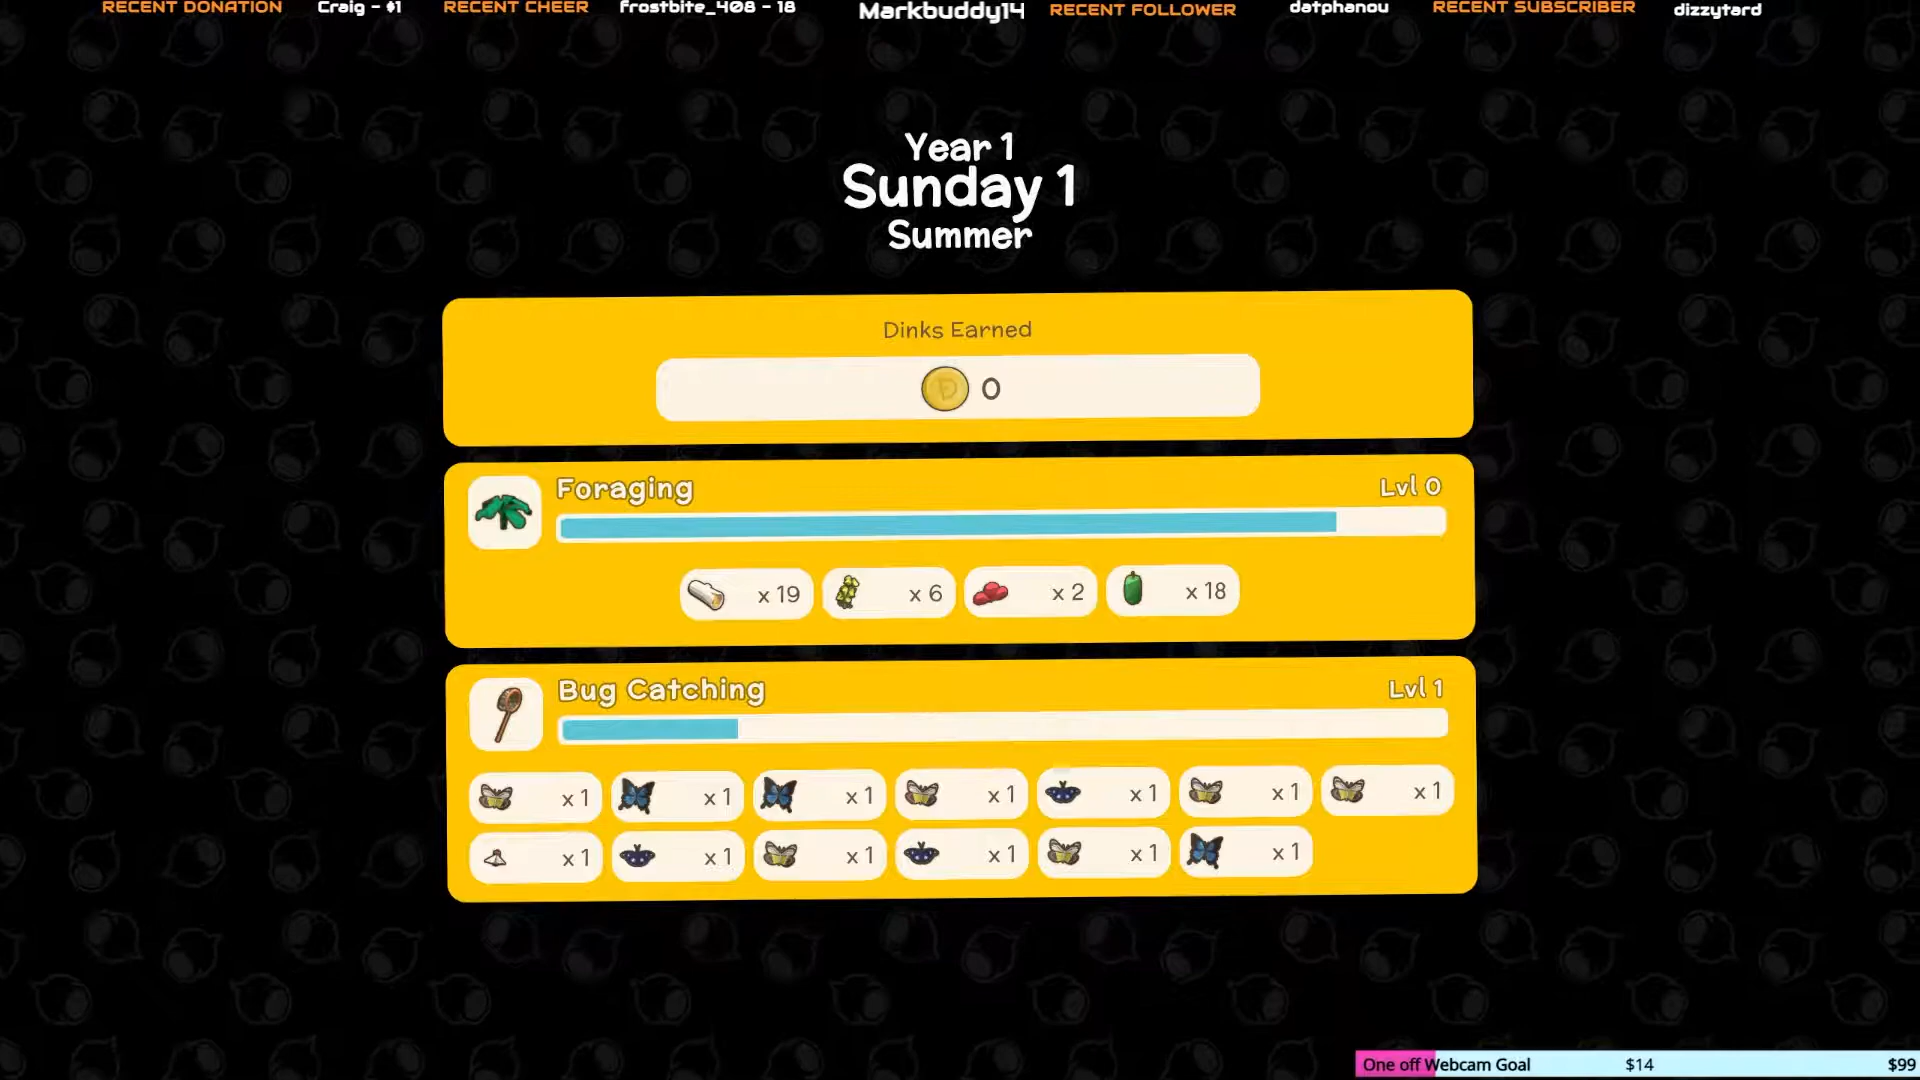 RECENT DONATION Craig - $1 RECENT CHEER frostbite_408 - 18 Markbuddy14 RECENT FOLLOWER datphanou RECENT SUBSCRIBER dizzytard
Year 1
Sunday 1
Summer
Dinks Earned
0
Foraging Lvl 0
x 19 x 6 x 2 x 18
Bug Catching Lvl 1
x 1 x 1 x 1 x 1 x 1 x 1 x 1
x 1 x 1 x 1 x 1 x 1 x 1
One off Webcam Goal $14 $99